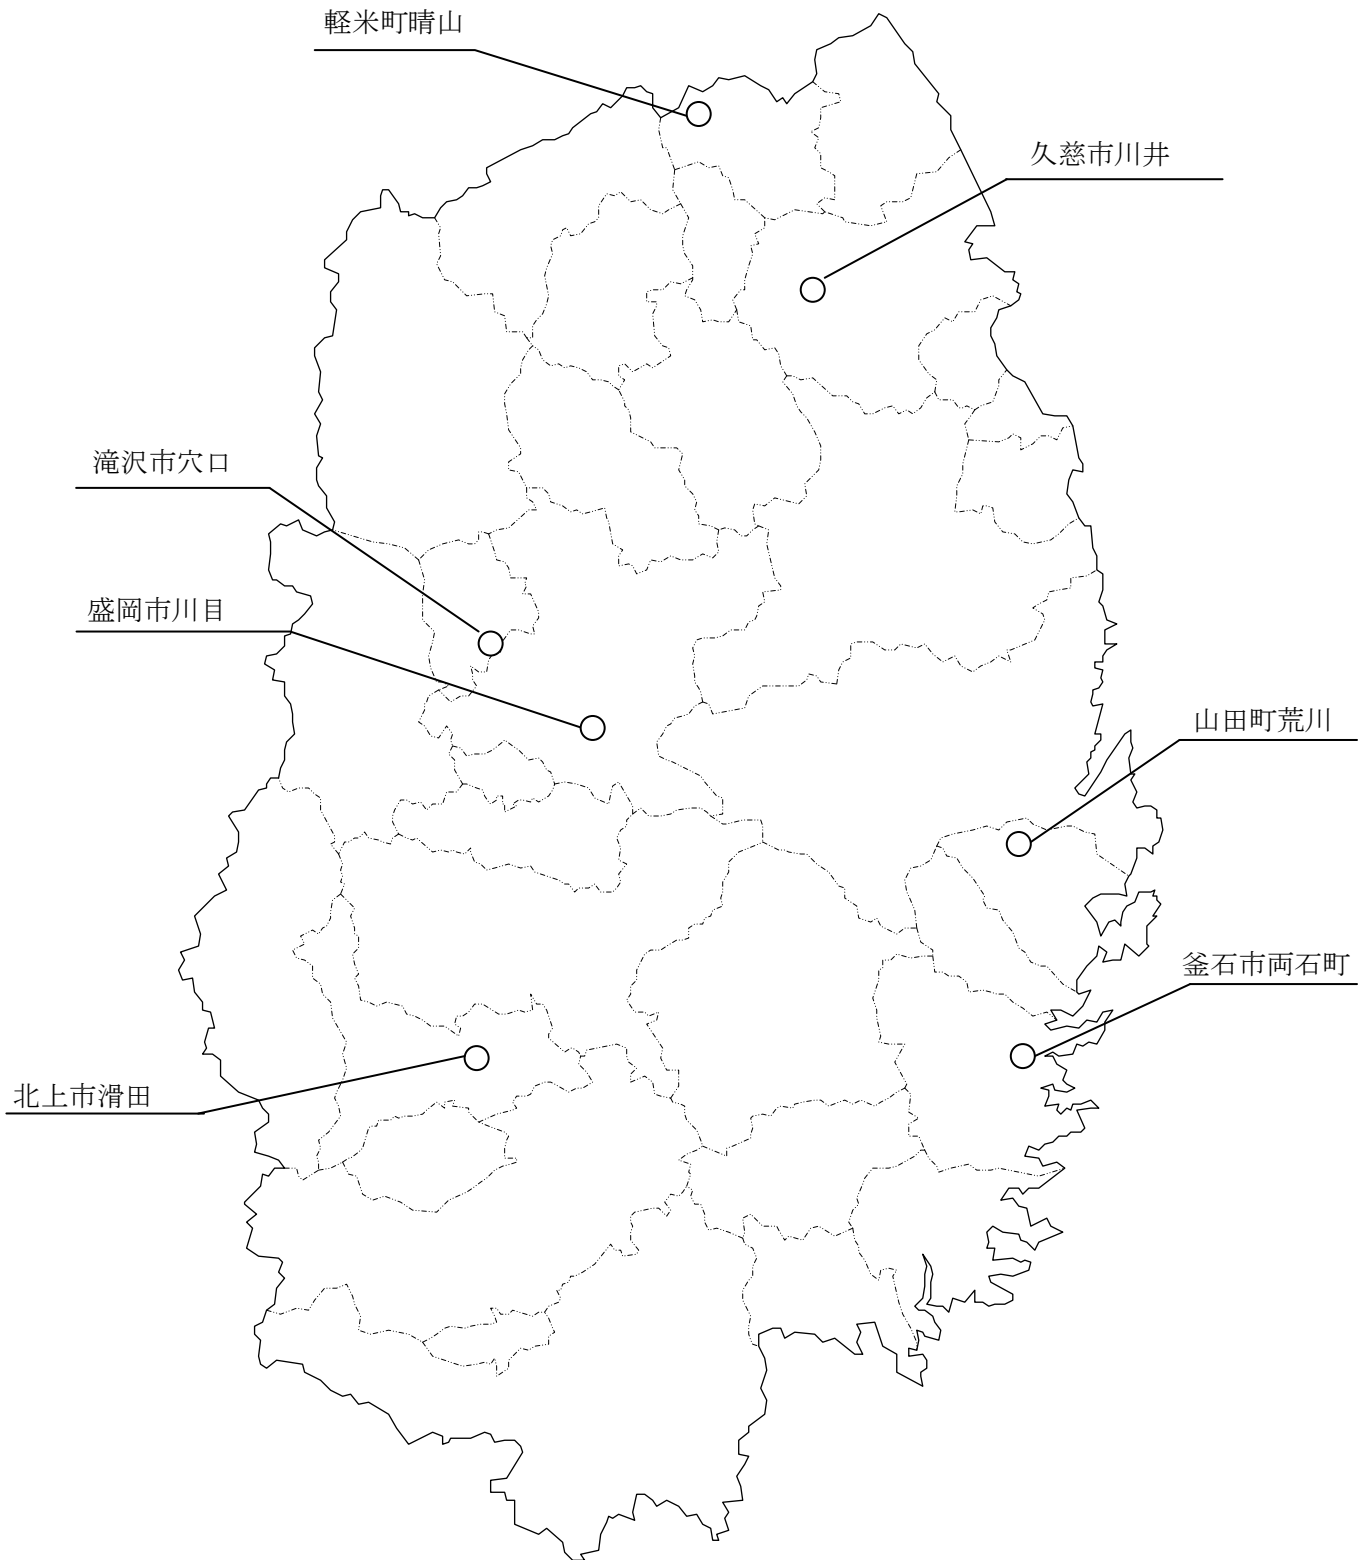 軽米町晴山
久慈市川井
滝沢市穴口
盛岡市川目
山田町荒川
釜石市両石町
北上市滑田